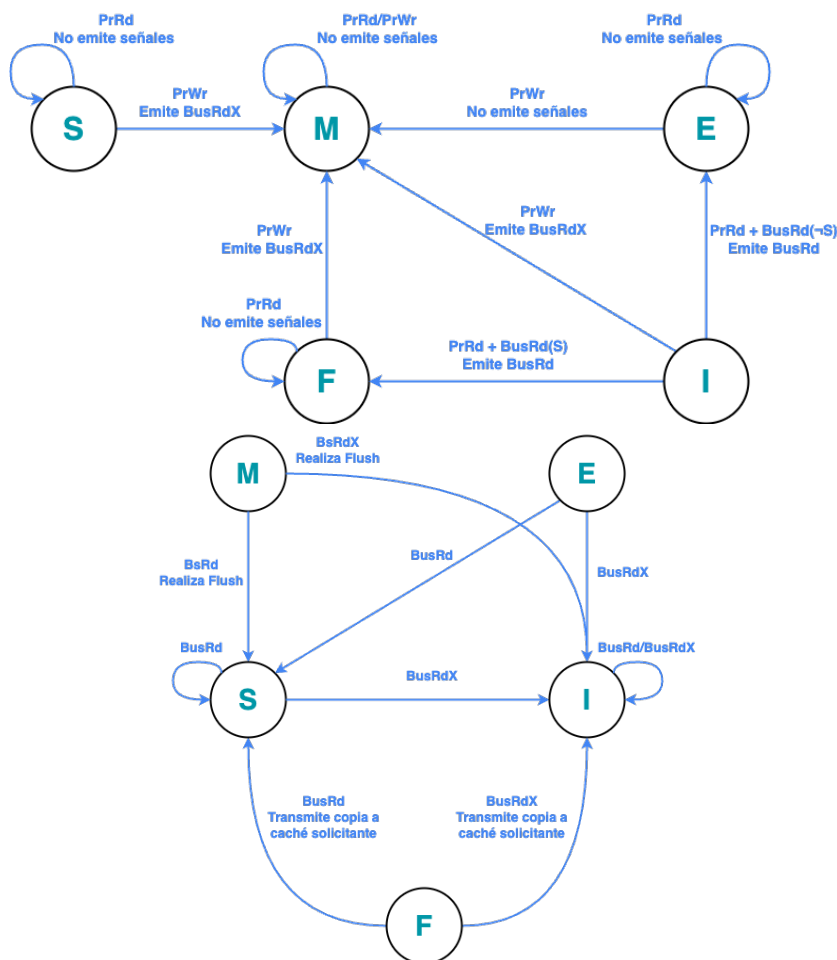 PrRd
No emite señales
PrRd/PrWr
No emite señales
PrRd
No emite señales
S
PrWr
Emite BusRdX
M
PrWr
No emite señales
E
PrWr
Emite BusRdX
PrWr
Emite BusRdX
PrRd + BusRd(¬S)
Emite BusRd
PrRd
No emite señales
F
PrRd + BusRd(S)
Emite BusRd
I
M
BsRdX
Realiza Flush
E
BsRd
Realiza Flush
BusRd
BusRdX
BusRd
S
BusRdX
I
BusRd/BusRdX
BusRd
Transmite copia a
caché solicitante
BusRdX
Transmite copia a
caché solicitante
F